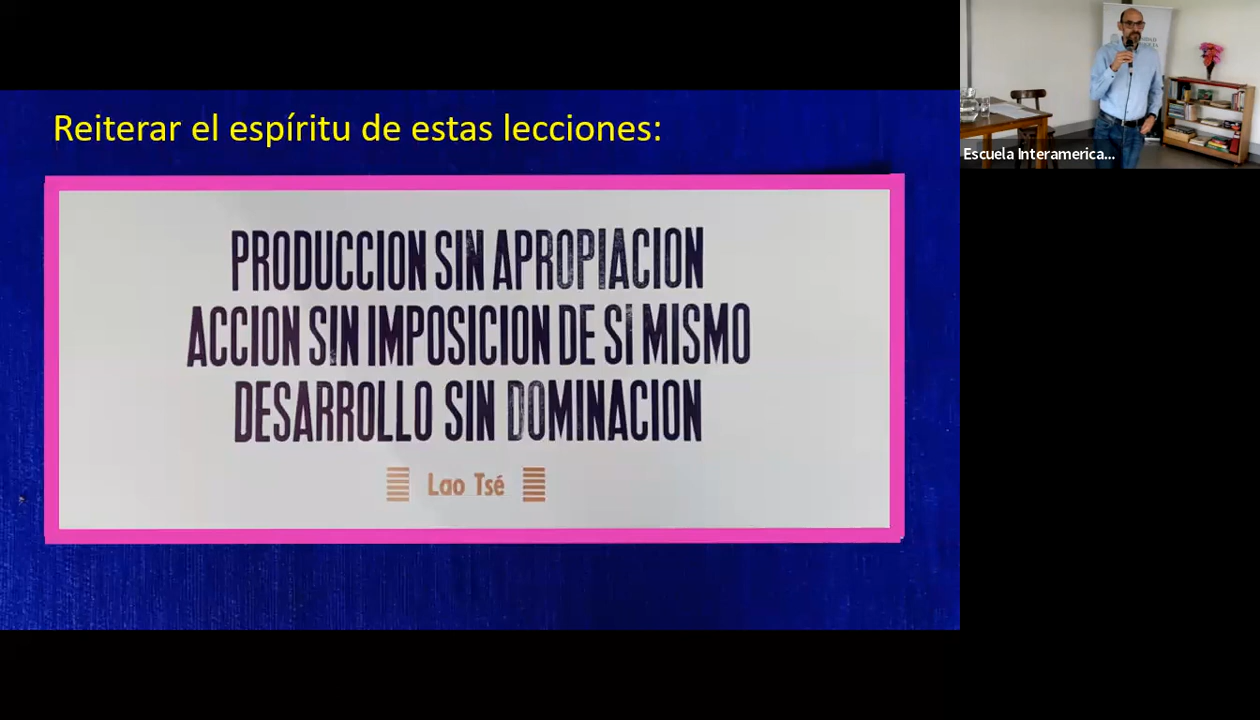 Reiterar el espíritu de estas lecciones:
PRODUCCION SIN APROPIACION
ACCION SIN IMPOSICION DE SI MISMO
DESARROLLO SIN DOMINACION
Lao Tsé
Escuela Interamerica...